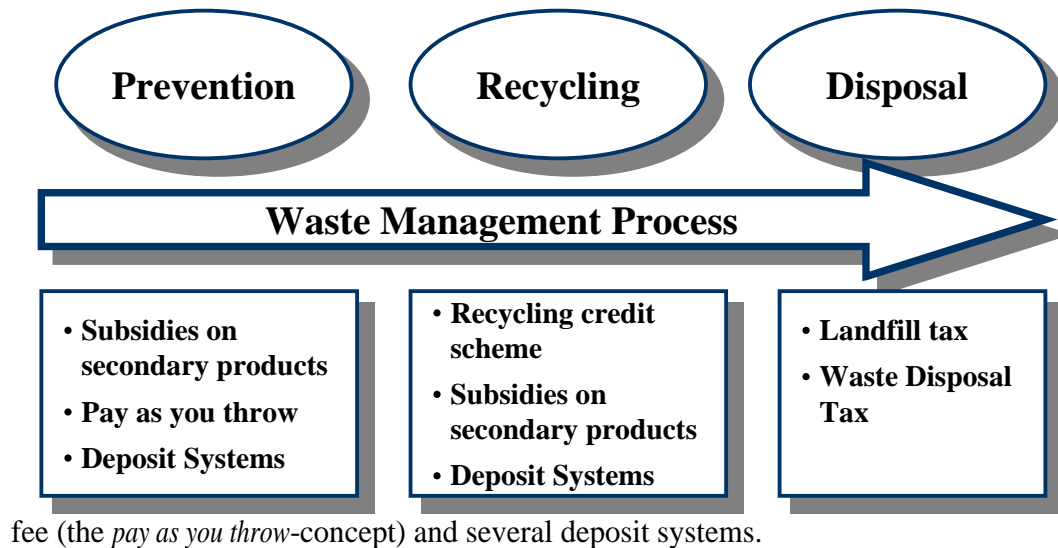 Prevention
Recycling
Disposal
Waste Management Process
• Subsidies on
secondary products
• Pay as you throw
• Deposit Systems
• Recycling credit
scheme
• Subsidies on
secondary products
• Deposit Systems
• Landfill tax
• Waste Disposal
Tax
fee (the pay as you throw-concept) and several deposit systems.